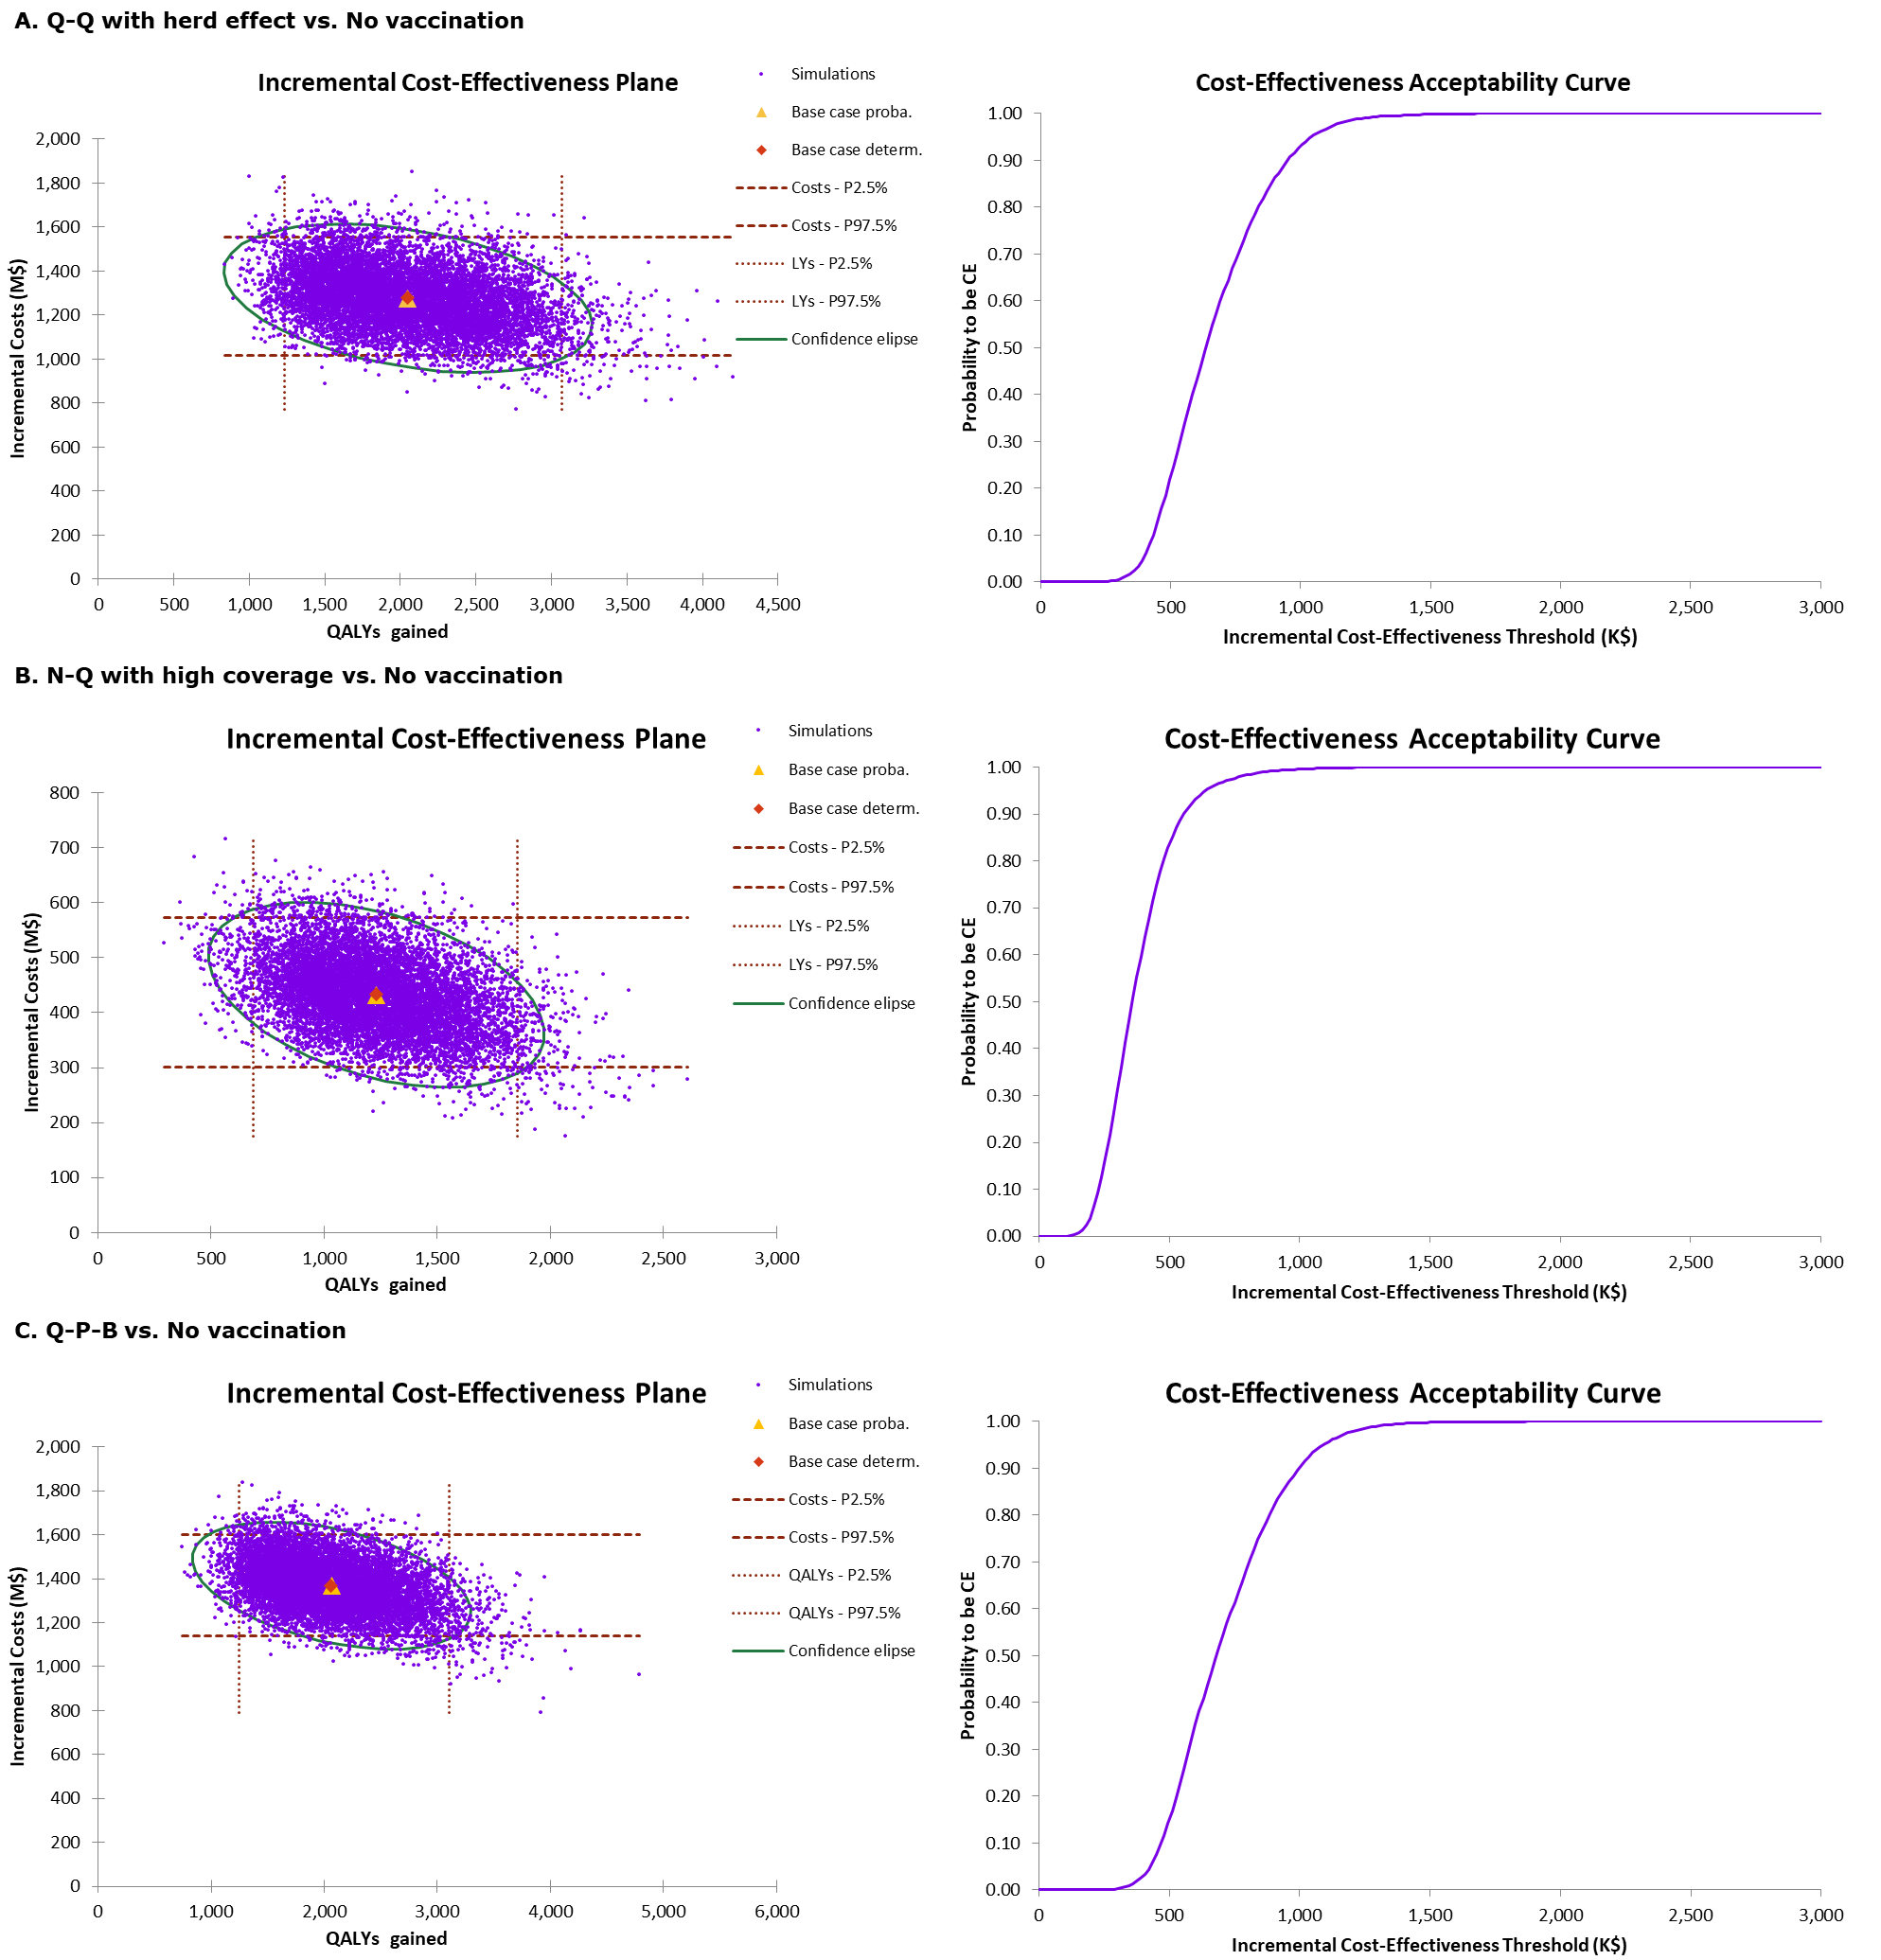 A. Q-Q with herd effect vs. No vaccination
Incremental Cost-Effectiveness Plane
Simulations
Base case proba.
Base case determ.
Costs - P2.5%
Costs - P97.5%
LYs - P2.5%
LYs - P97.5%
Confidence elipse
Incremental Costs (M$)
2,000
1,800
1,600
1,400
1,200
1,000
800
600
400
200
0
0 500 1,000 1,500 2,000 2,500 3,000 3,500 4,000 4,500
QALYs gained
Cost-Effectiveness Acceptability Curve
Probability to be CE
1.00
0.90
0.80
0.70
0.60
0.50
0.40
0.30
0.20
0.10
0.00
0 500 1,000 1,500 2,000 2,500 3,000
Incremental Cost-Effectiveness Threshold (K$)
B. N-Q with high coverage vs. No vaccination
Incremental Cost-Effectiveness Plane
Simulations
Base case proba.
Base case determ.
Costs - P2.5%
Costs - P97.5%
LYs - P2.5%
LYs - P97.5%
Confidence elipse
Incremental Costs (M$)
800
700
600
500
400
300
200
100
0
0 500 1,000 1,500 2,000 2,500 3,000
QALYs gained
Cost-Effectiveness Acceptability Curve
Probability to be CE
1.00
0.90
0.80
0.70
0.60
0.50
0.40
0.30
0.20
0.10
0.00
0 500 1,000 1,500 2,000 2,500 3,000
Incremental Cost-Effectiveness Threshold (K$)
C. Q-P-B vs. No vaccination
Incremental Cost-Effectiveness Plane
Simulations
Base case proba.
Base case determ.
Costs - P2.5%
Costs - P97.5%
QALYs - P2.5%
QALYs - P97.5%
Confidence elipse
Incremental Costs (M$)
2,000
1,800
1,600
1,400
1,200
1,000
800
600
400
200
0
0 1,000 2,000 3,000 4,000 5,000 6,000
QALYs gained
Cost-Effectiveness Acceptability Curve
Probability to be CE
1.00
0.90
0.80
0.70
0.60
0.50
0.40
0.30
0.20
0.10
0.00
0 500 1,000 1,500 2,000 2,500 3,000
Incremental Cost-Effectiveness Threshold (K$)